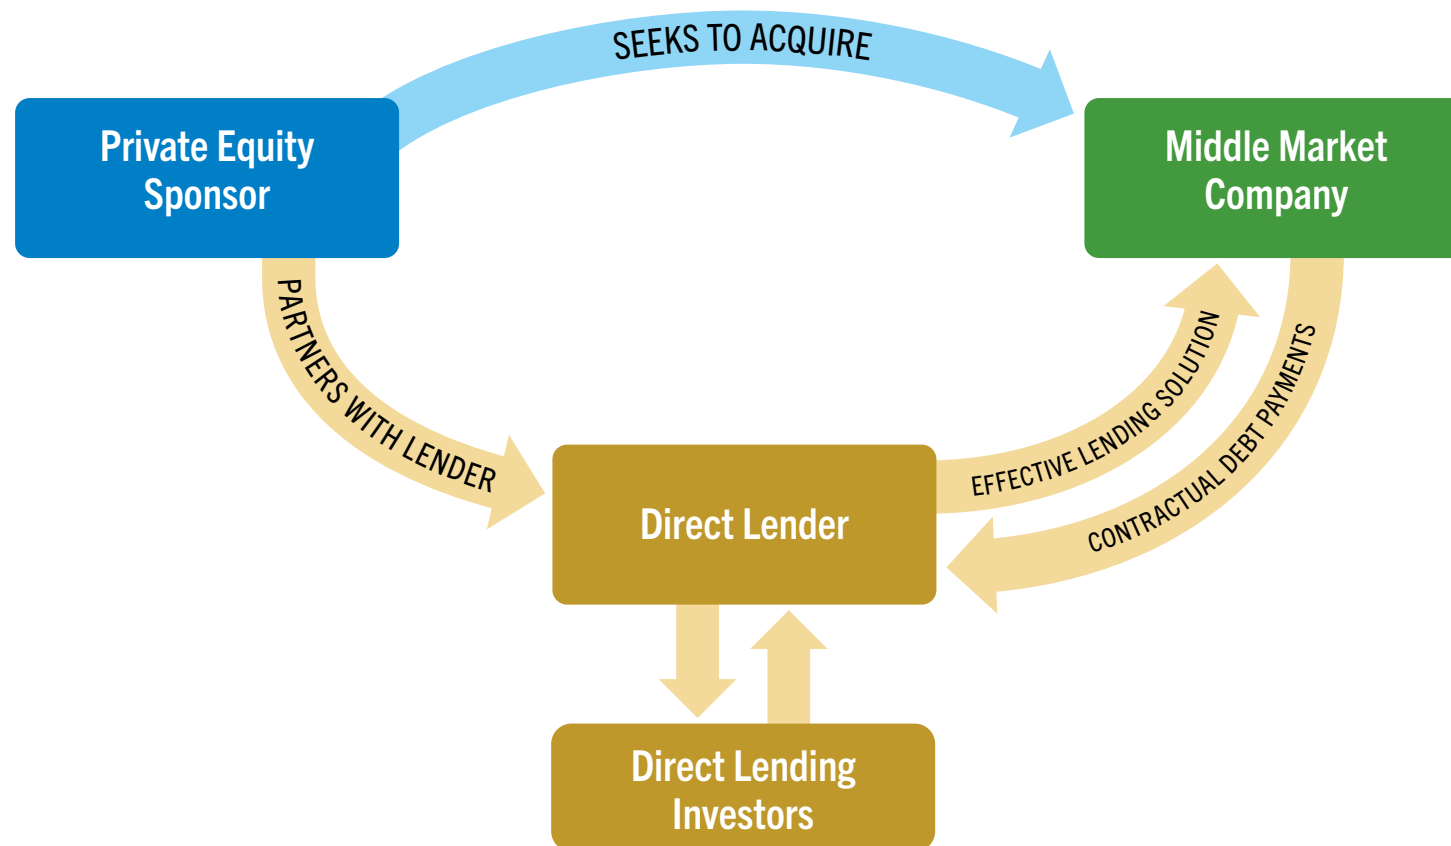 SEEKS TO ACQUIRE
Private Equity
Sponsor
Middle Market
Company
PARTNERS WITH LENDER
EFFECTIVE LENDING SOLUTION
CONTRACTUAL DEBT PAYMENTS
Direct Lender
Direct Lending
Investors